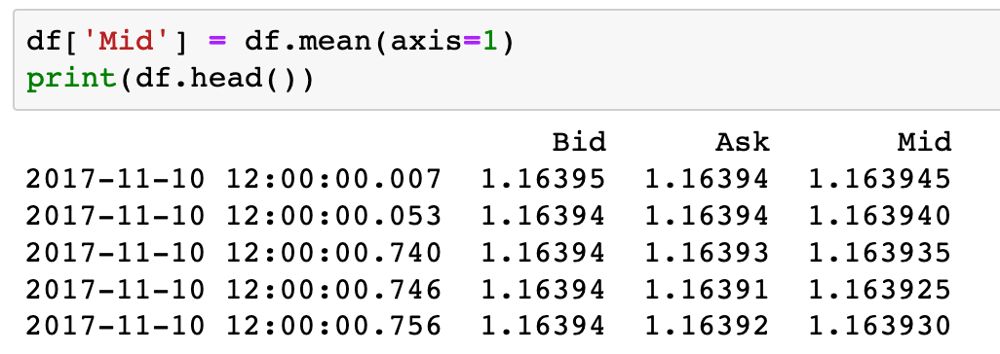 df['Mid'] = df.mean(axis=1)
print(df.head())
Bid Ask Mid
2017-11-10 12:00:00.007 1.16395 1.16394 1.163945
2017-11-10 12:00:00.053 1.16394 1.16394 1.163940
2017-11-10 12:00:00.740 1.16394 1.16393 1.163935
2017-11-10 12:00:00.746 1.16394 1.16391 1.163925
2017-11-10 12:00:00.756 1.16394 1.16392 1.163930